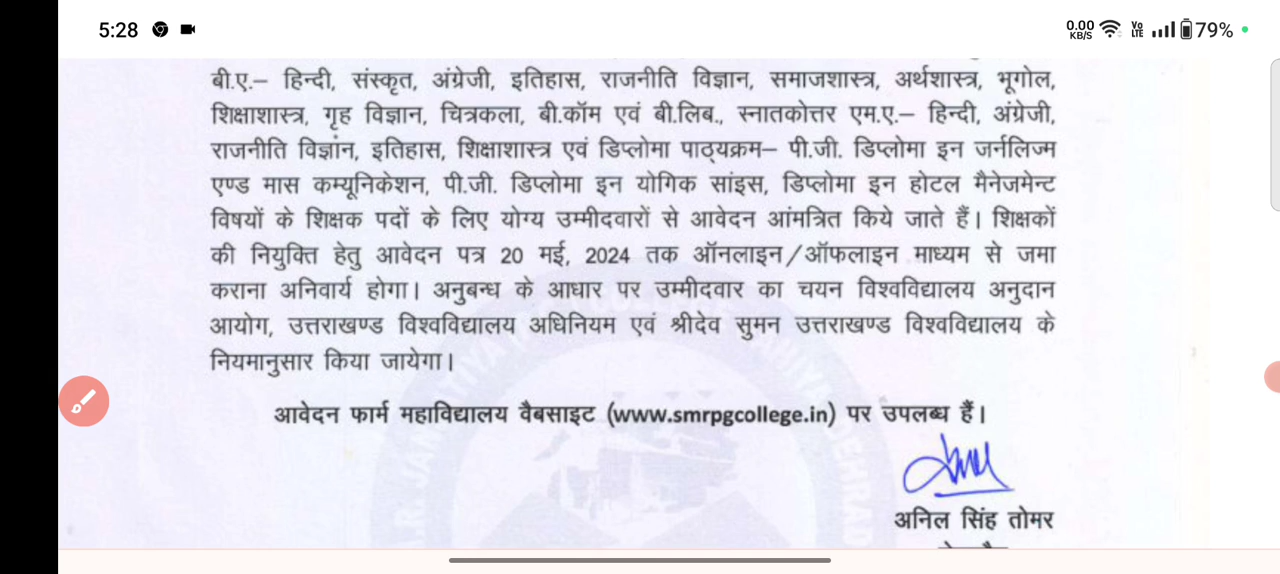 5:28
0.00 KB/S
Vo LTE
79%
बी.ए.– हिन्दी, संस्कृत, अंग्रेजी, इतिहास, राजनीति विज्ञान, समाजशास्त्र, अर्थशास्त्र, भूगोल,
शिक्षाशास्त्र, गृह विज्ञान, चित्रकला, बी.कॉम एवं बी.लिब., स्नातकोत्तर एम.ए.– हिन्दी, अंग्रेजी,
राजनीति विज्ञांन, इतिहास, शिक्षाशास्त्र एवं डिप्लोमा पाठ्यक्रम– पी.जी. डिप्लोमा इन जर्नलिज्म
एण्ड मास कम्यूनिकेशन, पी.जी. डिप्लोमा इन योगिक सांइस, डिप्लोमा इन होटल मैनेजमेन्ट
विषयों के शिक्षक पदों के लिए योग्य उम्मीदवारों से आवेदन आंमत्रित किये जाते हैं। शिक्षकों
की नियुक्ति हेतु आवेदन पत्र 20 मई, 2024 तक ऑनलाइन/ऑफलाइन माध्यम से जमा
कराना अनिवार्य होगा। अनुबन्ध के आधार पर उम्मीदवार का चयन विश्वविद्यालय अनुदान
आयोग, उत्तराखण्ड विश्वविद्यालय अधिनियम एवं श्रीदेव सुमन उत्तराखण्ड विश्वविद्यालय के
नियमानुसार किया जायेगा।
आवेदन फार्म महाविद्यालय वैबसाइट (www.smrpgcollege.in) पर उपलब्ध हैं।
अनिल सिंह तोमर